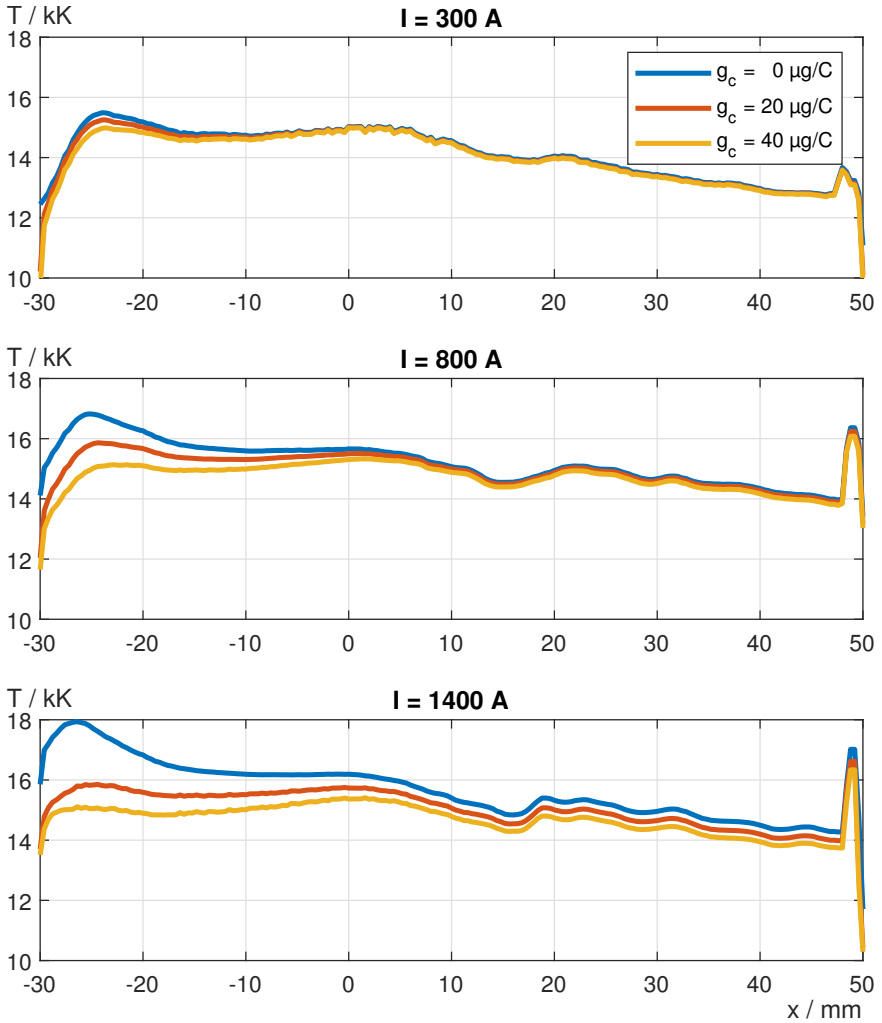 T / kK
I = 300 A
18
16
14
12
10
g_c = 0 µg/C
g_c = 20 µg/C
g_c = 40 µg/C
-30 -20 -10 0 10 20 30 40 50
T / kK
I = 800 A
18
16
14
12
10
-30 -20 -10 0 10 20 30 40 50
T / kK
I = 1400 A
18
16
14
12
10
-30 -20 -10 0 10 20 30 40 50
x / mm